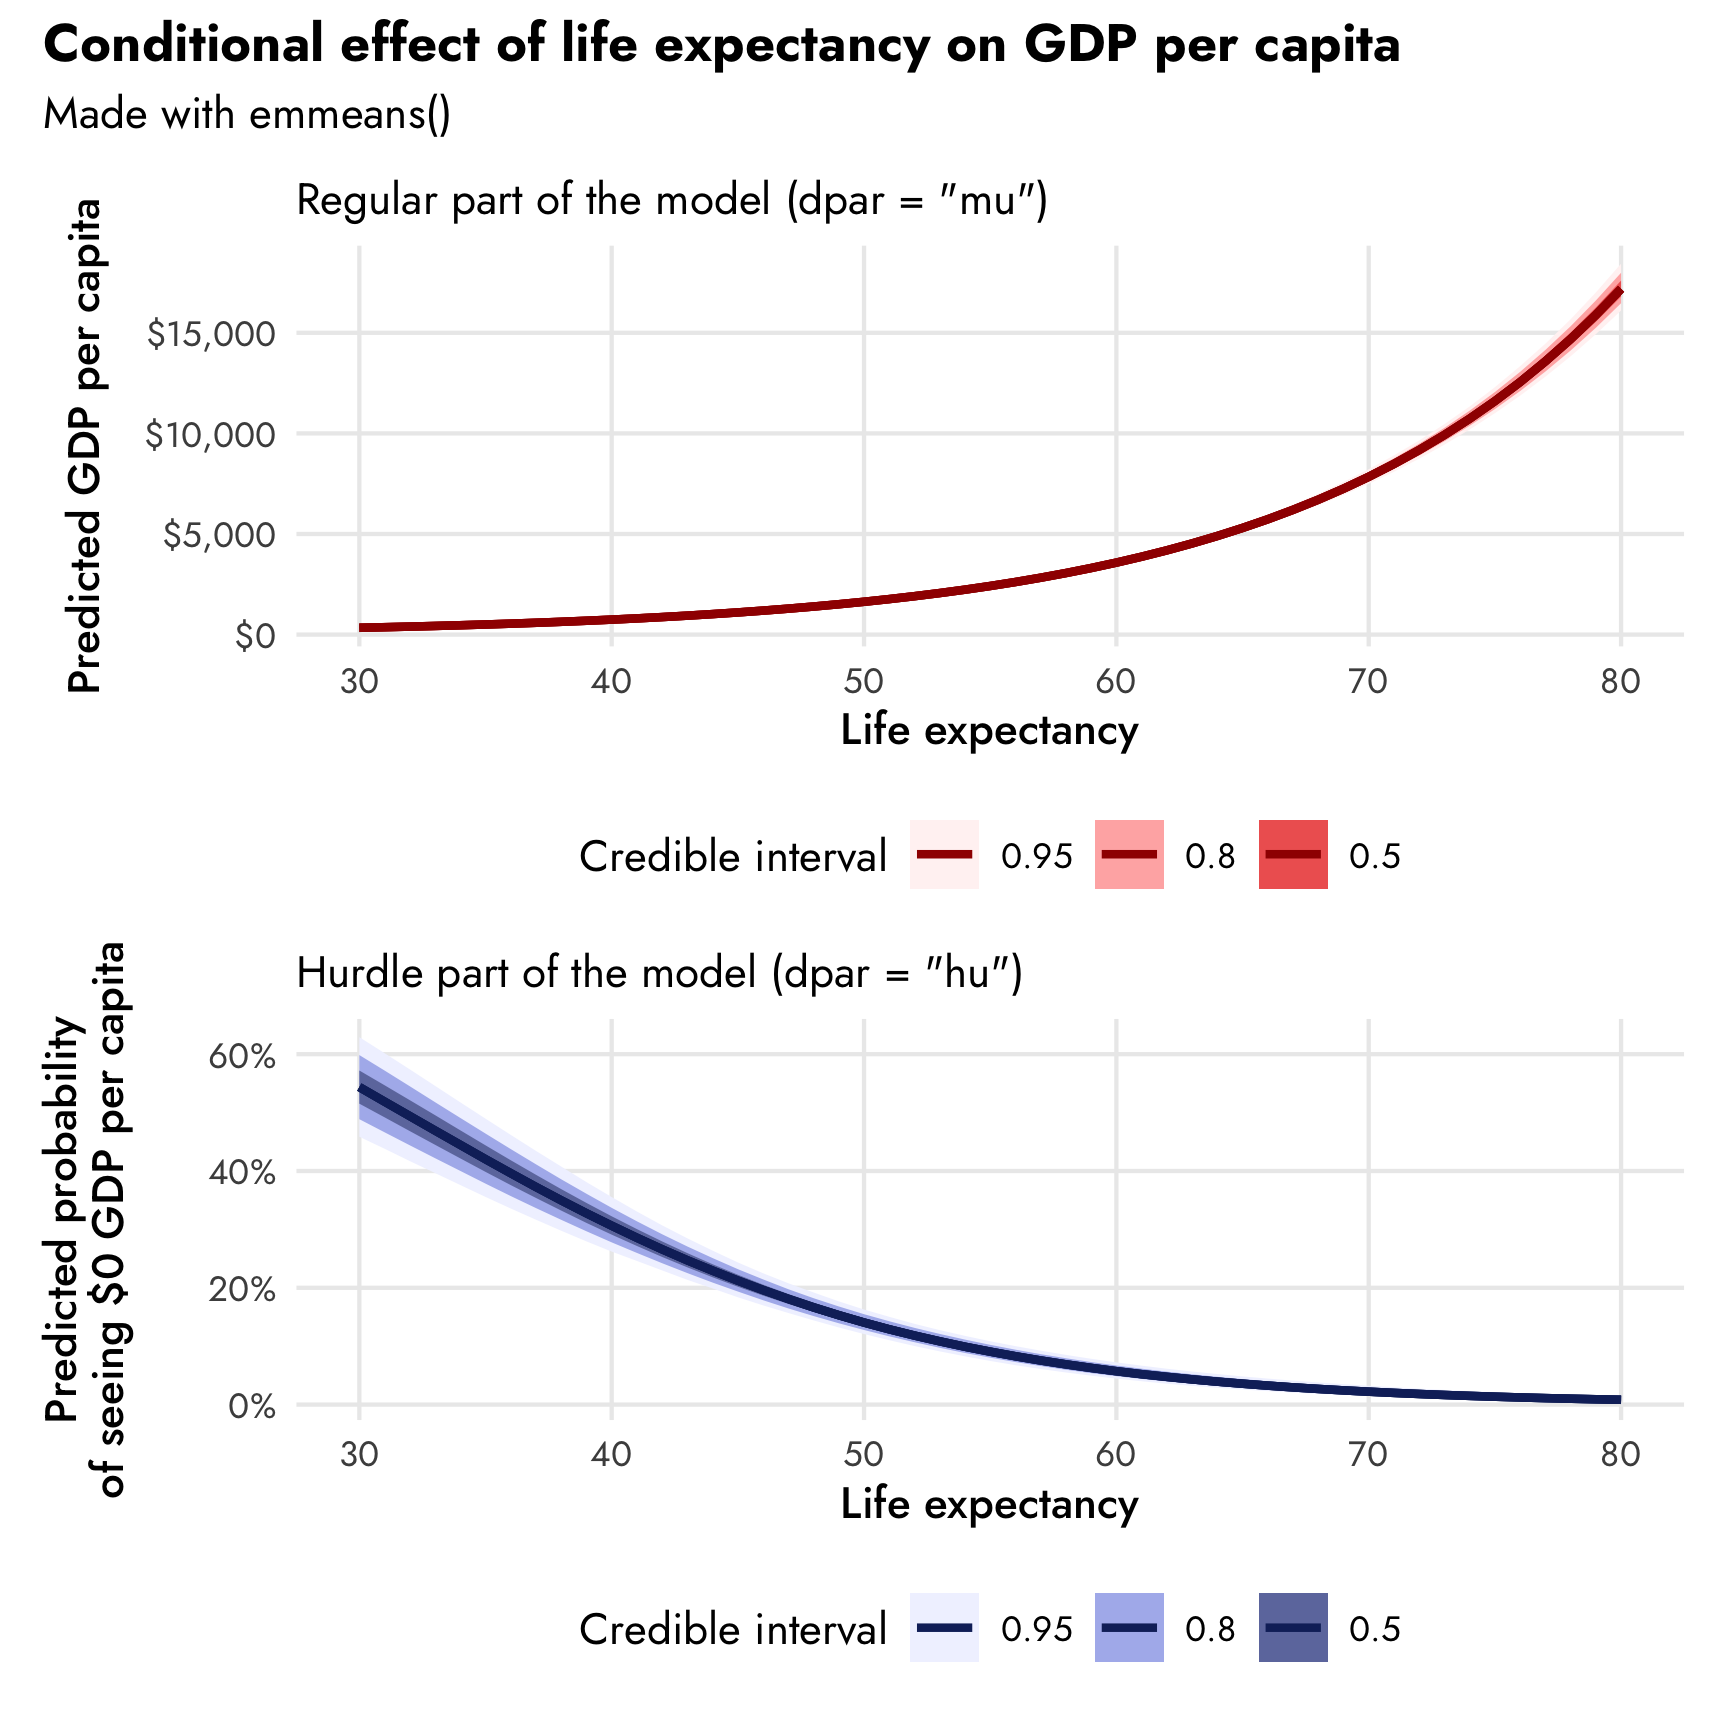 Conditional effect of life expectancy on GDP per capita
Made with emmeans()
Regular part of the model (dpar = "mu")
Predicted GDP per capita
$15,000
$10,000
$5,000
$0
30 40 50 60 70 80
Life expectancy
Credible interval 0.95 0.8 0.5
Hurdle part of the model (dpar = "hu")
Predicted probability
of seeing $0 GDP per capita
60%
40%
20%
0%
30 40 50 60 70 80
Life expectancy
Credible interval 0.95 0.8 0.5